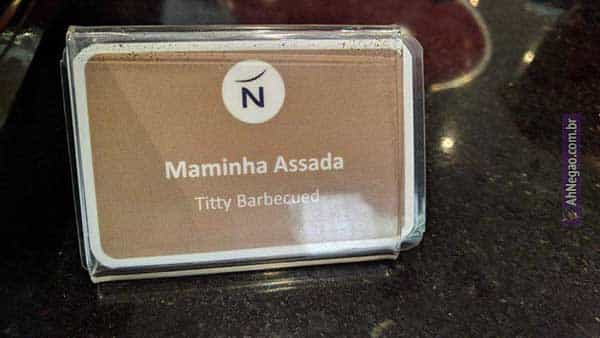 N
Maminha Assada
Titty Barbecued
AhNegao.com.br